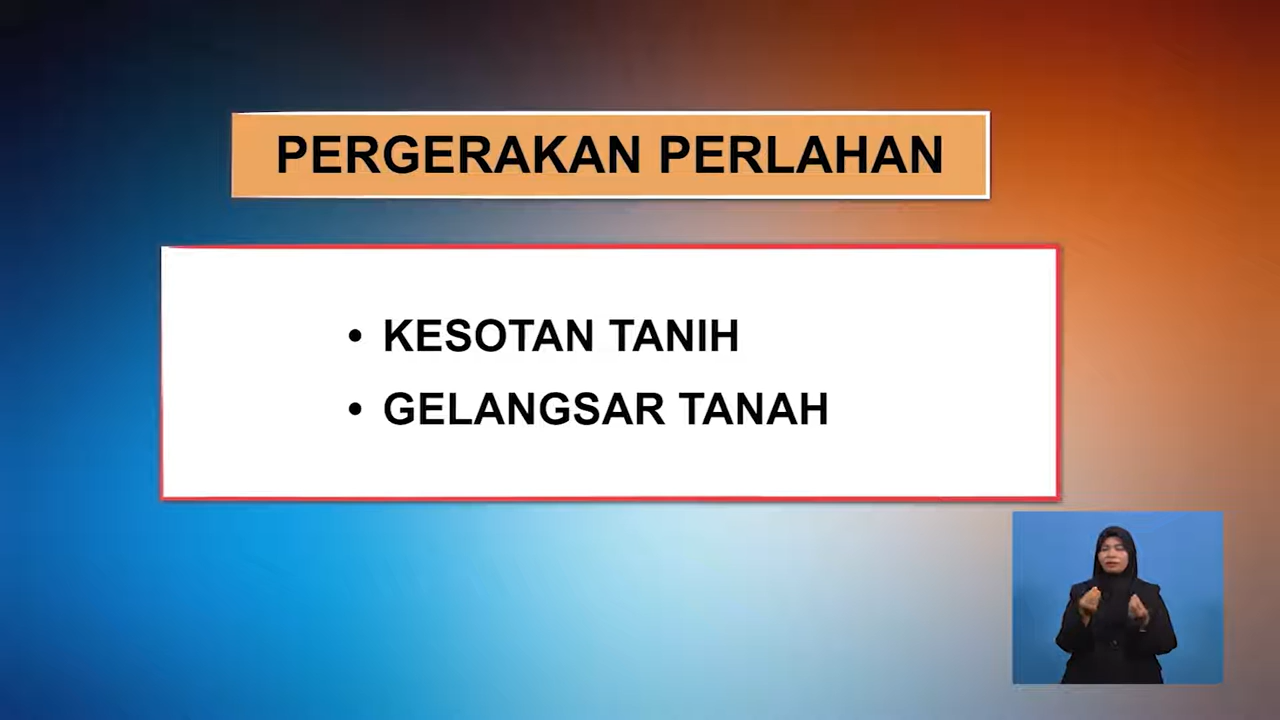 PERGERAKAN PERLAHAN
• KESOTAN TANIH
• GELANGSAR TANAH